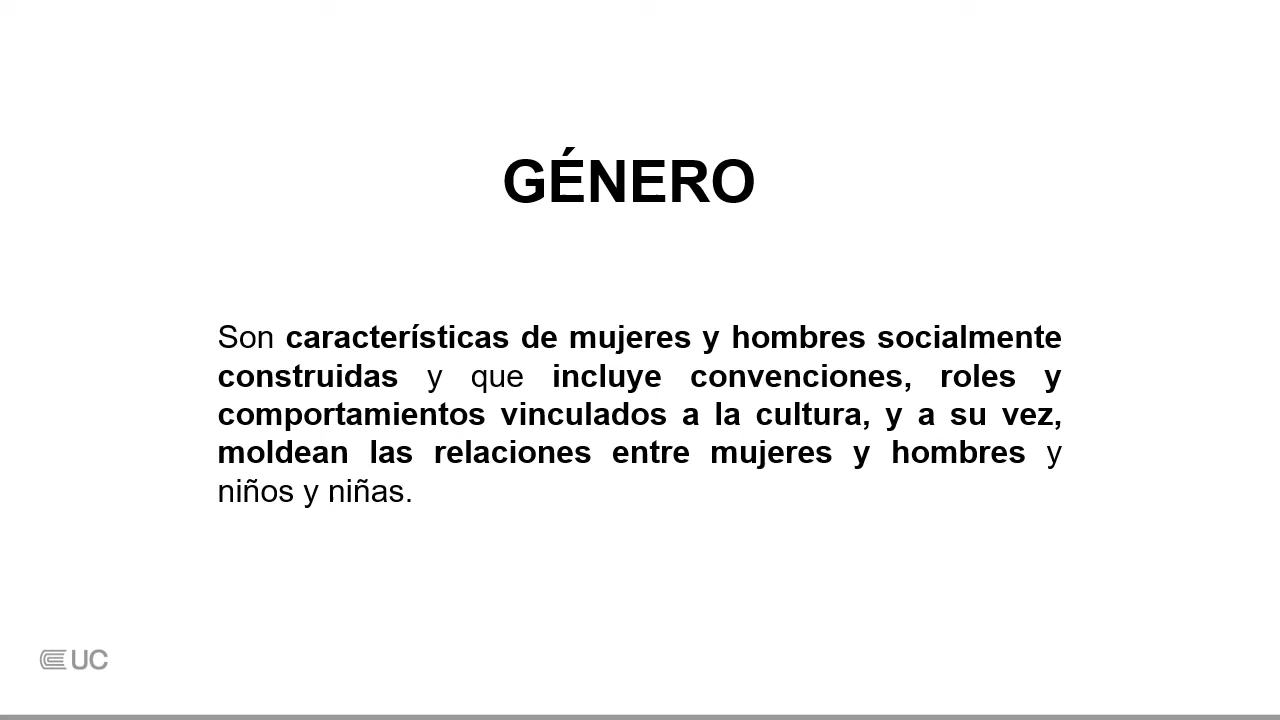 GÉNERO
Son características de mujeres y hombres socialmente
construidas y que incluye convenciones, roles y
comportamientos vinculados a la cultura, y a su vez,
moldean las relaciones entre mujeres y hombres y
niños y niñas.
UC